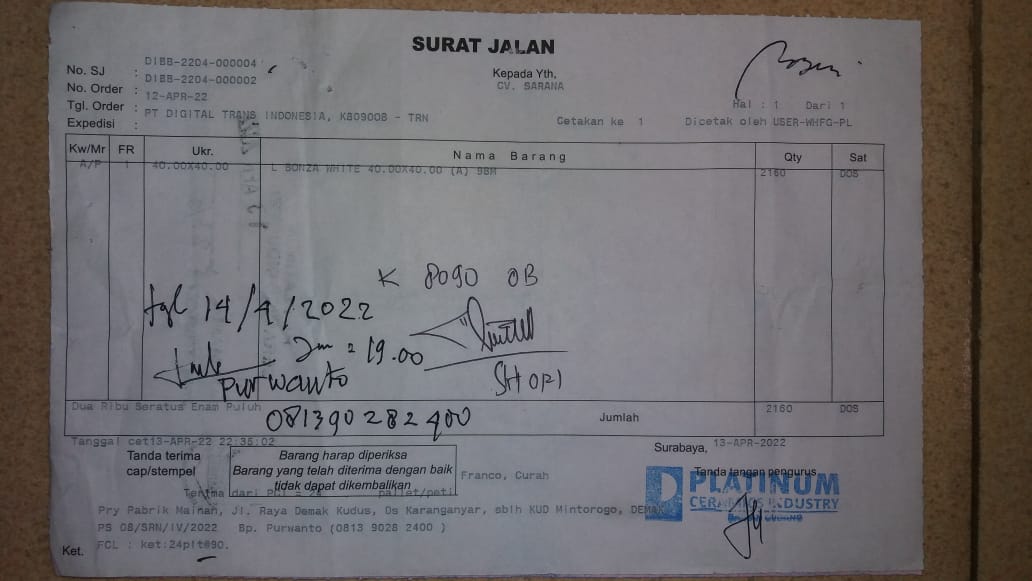 SURAT JALAN
No. SJ : DIBB-2204-000004
No. Order : DIBB-2204-000002
Tgl. Order : 12-APR-22
Expedisi : PT DIGITAL TRANS INDONESIA, K8090OB - TRN
Kepada Yth,
CV. SARANA
Hal : 1 Dari 1
Cetakan ke 1 Dicetak oleh USER-WHFG-PL
Kw/Mr FR Ukr. Nama Barang Qty Sat
A/P 1 40.00X40.00 L BONZA WHITE 40.00X40.00 (A) 9BM 2160 DOS
K 8090 OB
tgl 14/4/2022
Jam : 19.00
Purwanto
SHOPI
Dua Ribu Seratus Enam Puluh
081390282400
Jumlah 2160 DOS
Tanggal cet13-APR-22 22:35:02
Surabaya, 13-APR-2022
Tanda terima
cap/stempel
Barang harap diperiksa
Barang yang telah diterima dengan baik
tidak dapat dikembalikan
Franco, Curah
Tanda tangan pengurus
PLATINUM
CERAMICS INDUSTRY
Terima dari PCI = 24 pallet/peti
Pry Pabrik Mainan, Jl. Raya Demak Kudus, Ds Karanganyar, sblh KUD Mintorogo, DEMAK
PS 08/SRN/IV/2022 Bp. Purwanto (0813 9028 2400 )
Ket. FCL : ket:24plt@90.